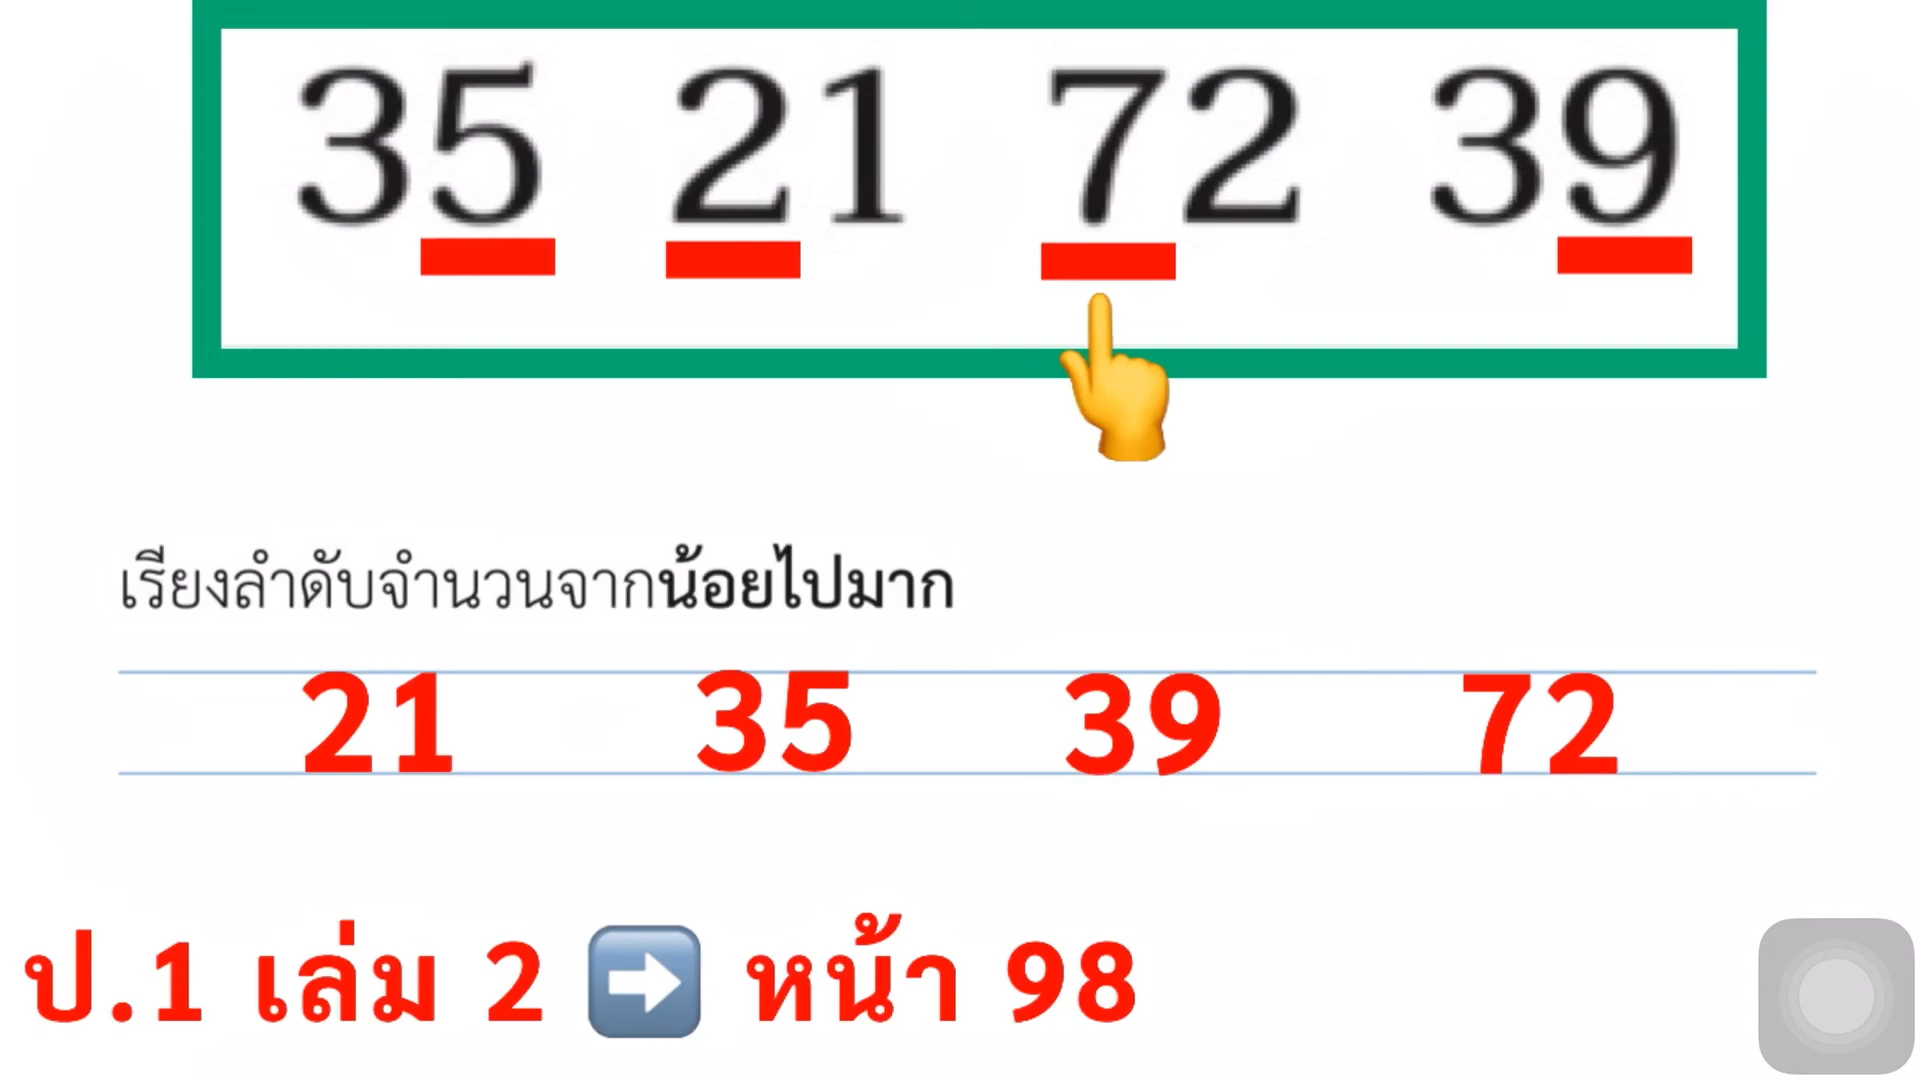 35 21 72 39
เรียงลำดับจำนวนจากน้อยไปมาก
21 35 39 72
ป.1 เล่ม 2 ➡️ หน้า 98